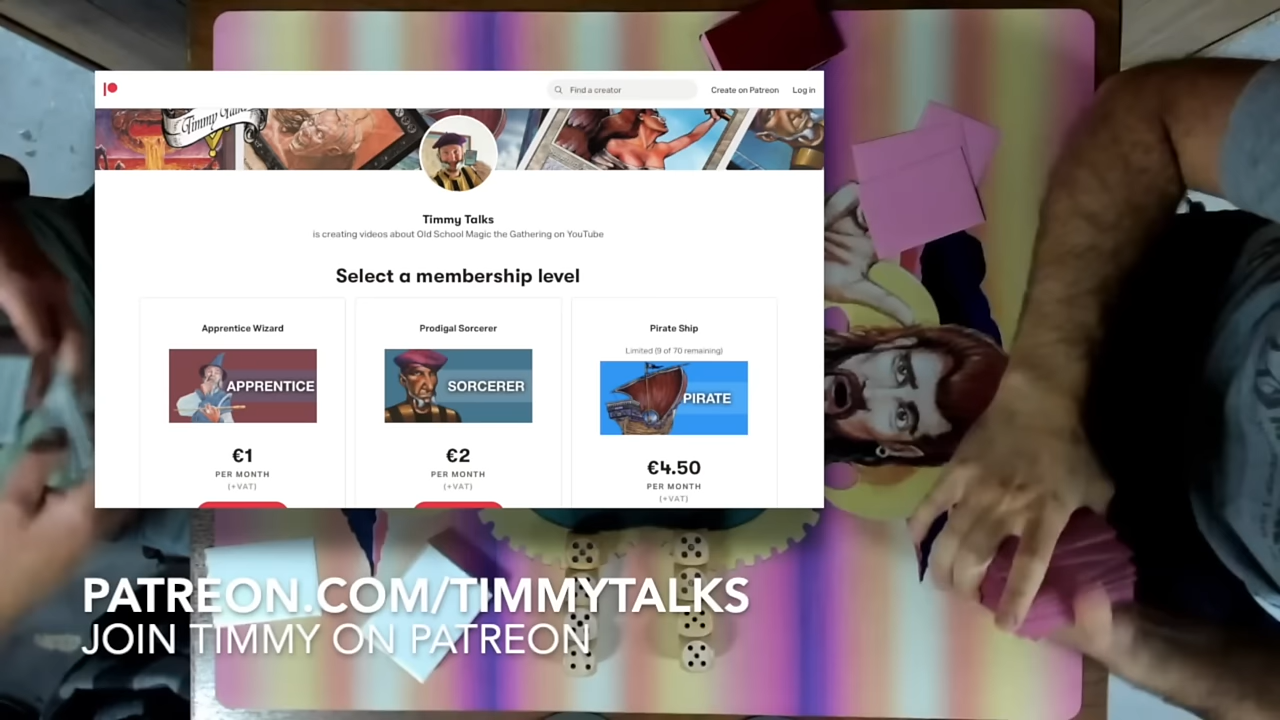 Find a creator
Create on Patreon
Log in
Timmy Talks
Timmy Talks
is creating videos about Old School Magic the Gathering on YouTube
Select a membership level
Apprentice Wizard
Prodigal Sorcerer
Pirate Ship
Limited (9 of 70 remaining)
APPRENTICE
SORCERER
PIRATE
€1
€2
€4.50
PER MONTH
PER MONTH
PER MONTH
(+VAT)
(+VAT)
(+VAT)
PATREON.COM/TIMMYTALKS
JOIN TIMMY ON PATREON